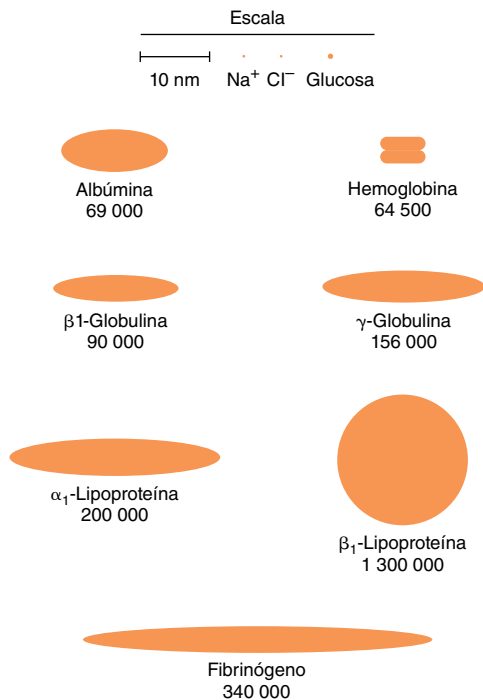 Escala
10 nm Na⁺ Cl⁻ Glucosa
Albúmina
69 000
Hemoglobina
64 500
β1-Globulina
90 000
γ-Globulina
156 000
α₁-Lipoproteína
200 000
β₁-Lipoproteína
1 300 000
Fibrinógeno
340 000